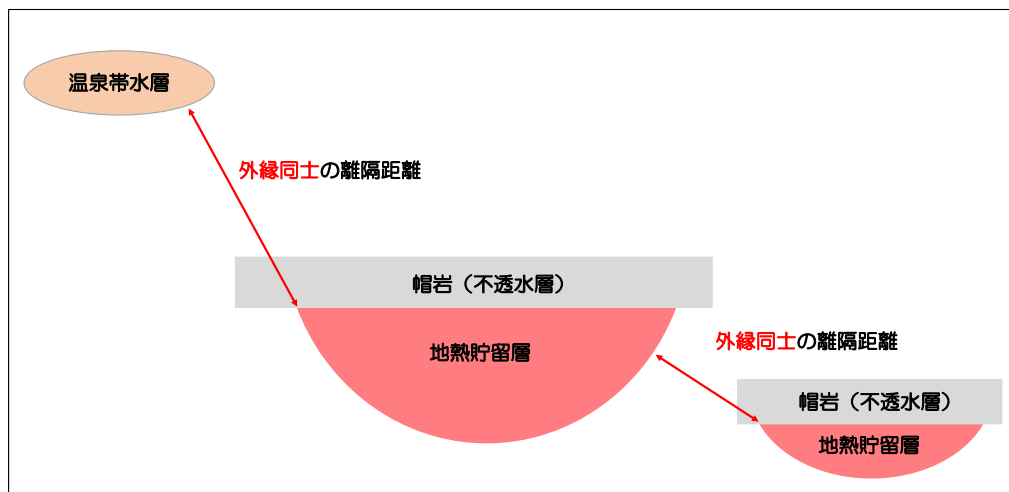 温泉帯水層
外縁同士の離隔距離
帽岩（不透水層）
地熱貯留層
外縁同士の離隔距離
帽岩（不透水層）
地熱貯留層